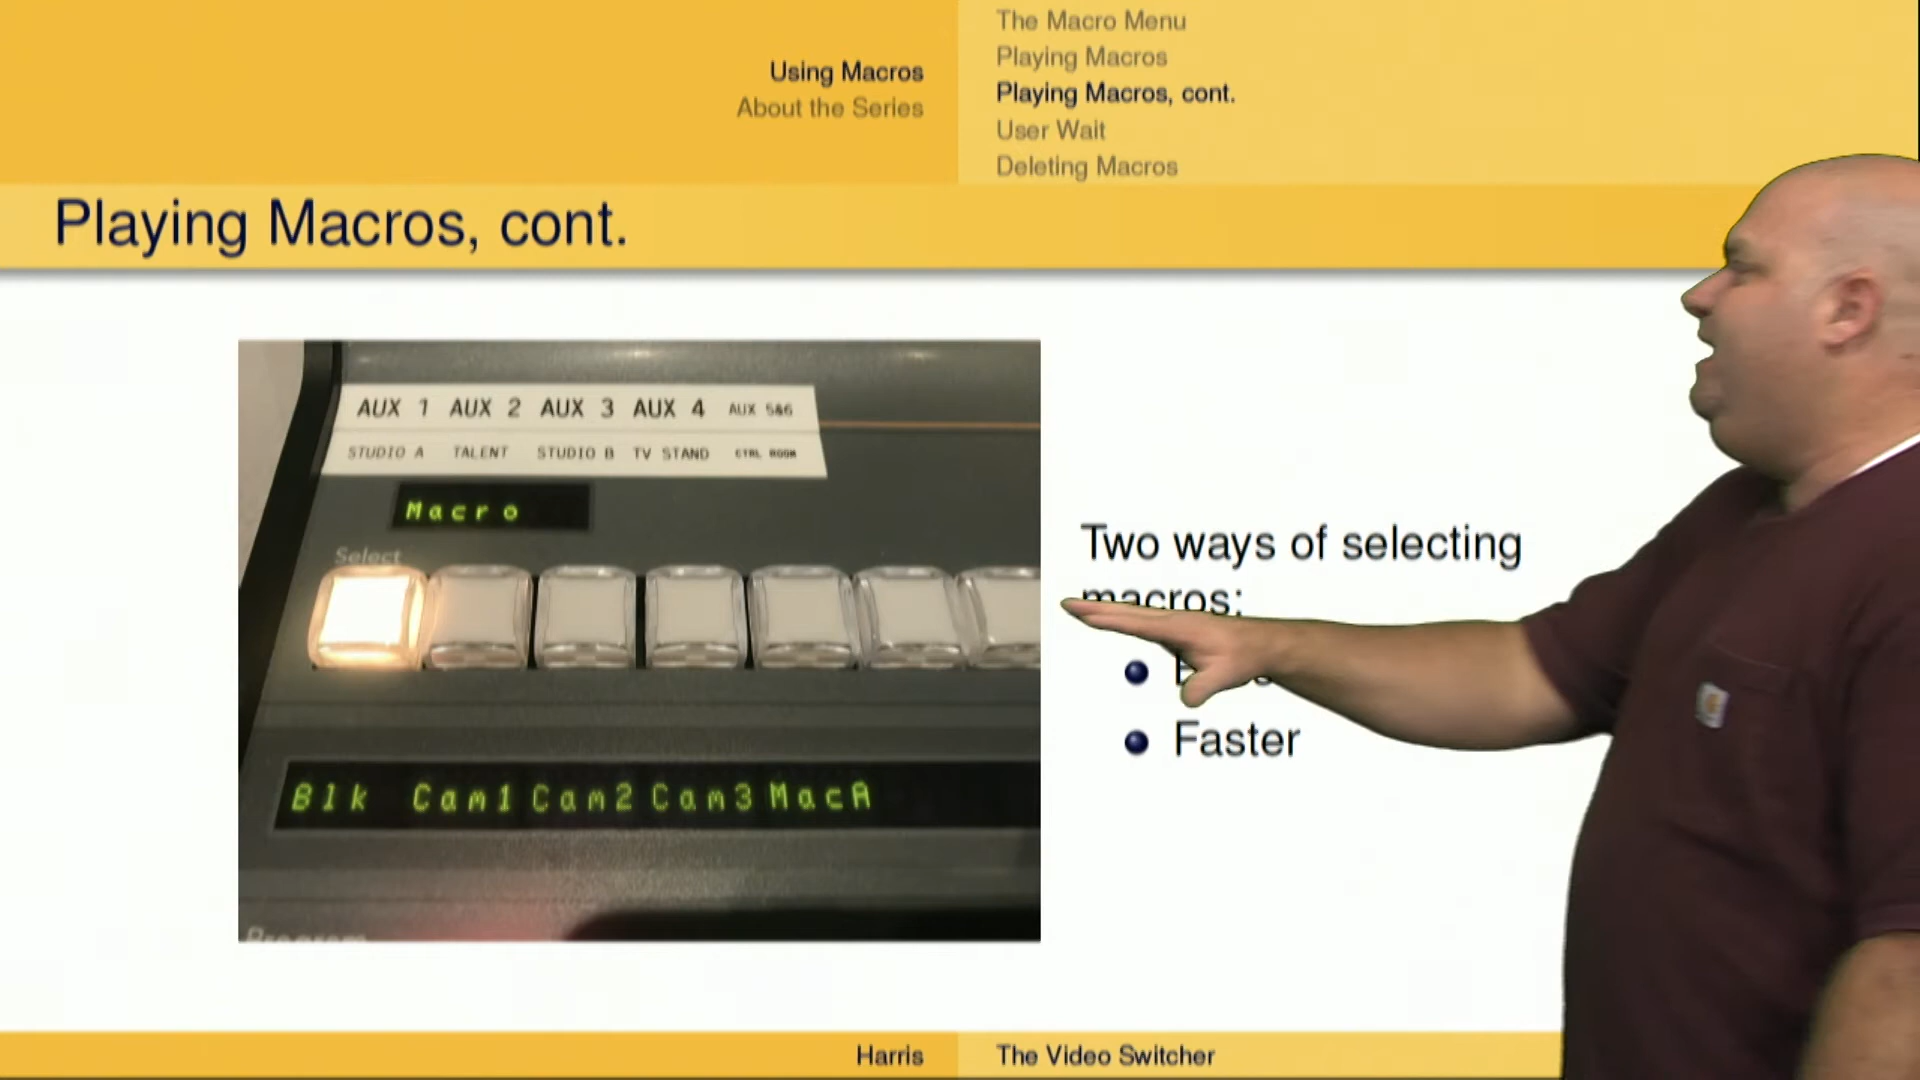 Using Macros
About the Series
The Macro Menu
Playing Macros
Playing Macros, cont.
User Wait
Deleting Macros
Playing Macros, cont.
AUX 1 AUX 2 AUX 3 AUX 4 AUX 5&6
STUDIO A TALENT STUDIO B TV STAND CTRL ROOM
Macro
Select
Blk Cam1 Cam2 Cam3 MacA
Program
Two ways of selecting
macros:
Faster
Harris
The Video Switcher